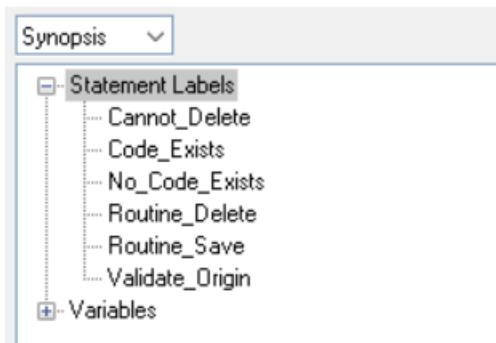 Synopsis
Statement Labels
Cannot_Delete
Code_Exists
No_Code_Exists
Routine_Delete
Routine_Save
Validate_Origin
Variables